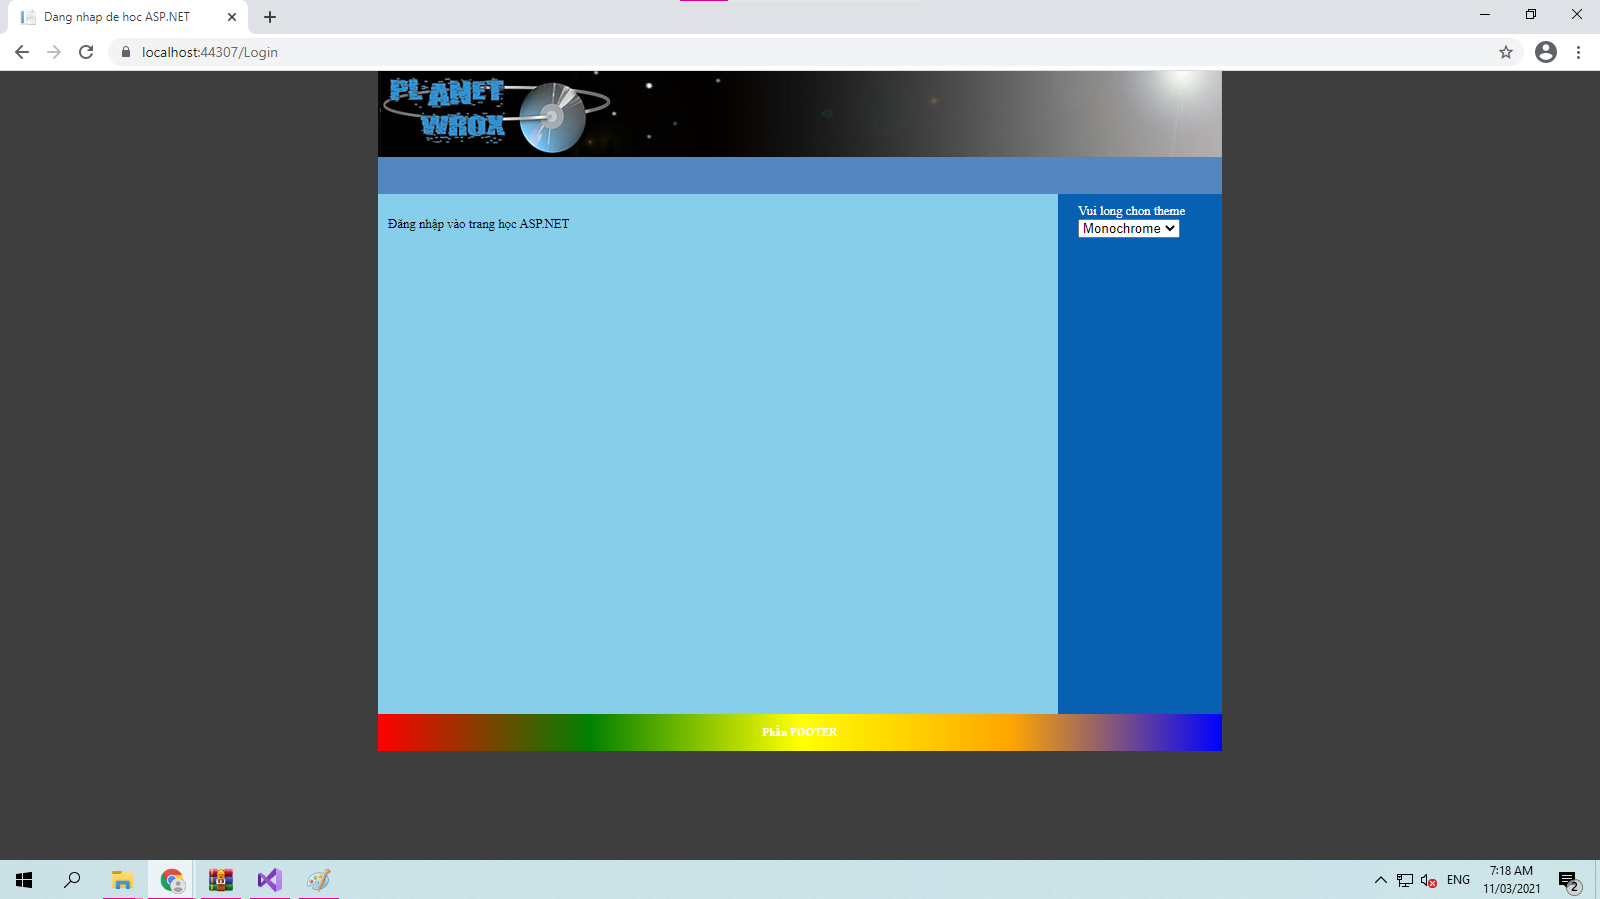 Dang nhap de hoc ASP.NET
localhost:44307/Login
PLANET
WROX
Đăng nhập vào trang học ASP.NET
Vui long chon theme
Monochrome
Phần FOOTER
ENG
7:18 AM
11/03/2021
2